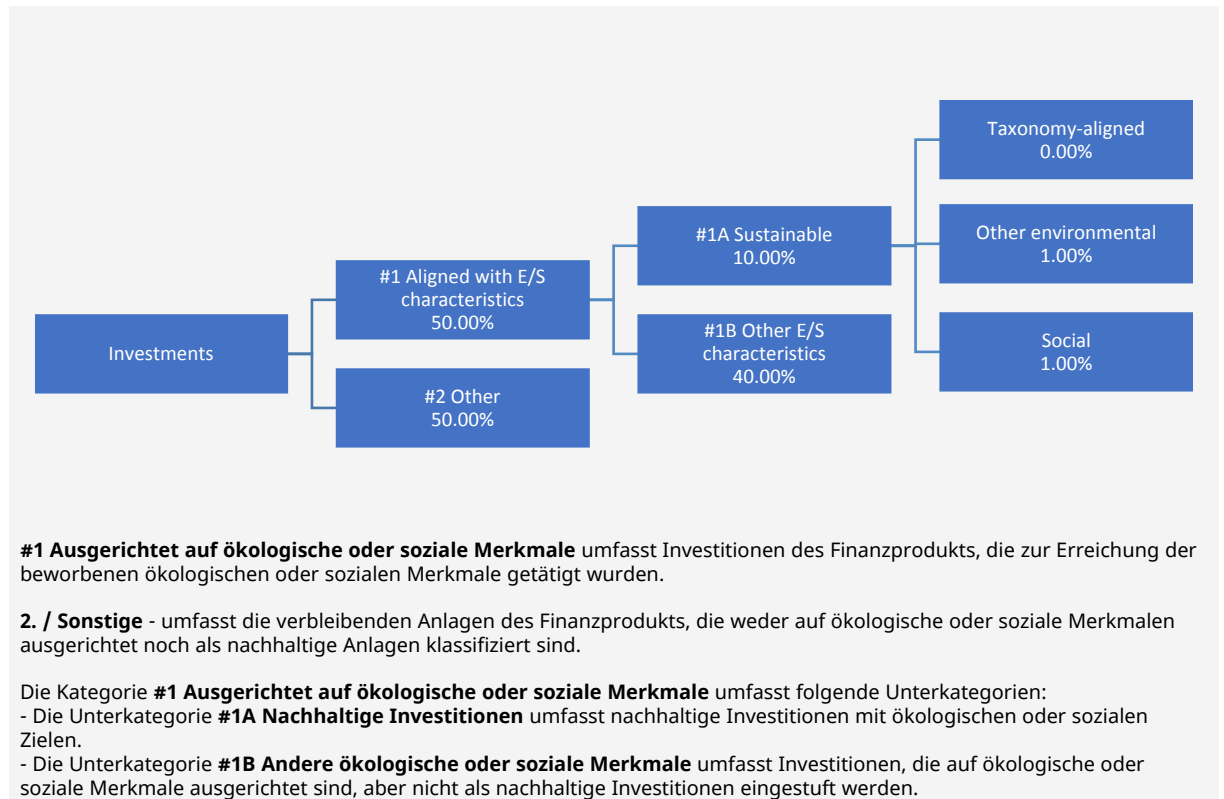 Investments
#1 Aligned with E/S
characteristics
50.00%
#2 Other
50.00%
#1A Sustainable
10.00%
#1B Other E/S
characteristics
40.00%
Taxonomy-aligned
0.00%
Other environmental
1.00%
Social
1.00%
#1 Ausgerichtet auf ökologische oder soziale Merkmale umfasst Investitionen des Finanzprodukts, die zur Erreichung der
beworbenen ökologischen oder sozialen Merkmale getätigt wurden.
2. / Sonstige - umfasst die verbleibenden Anlagen des Finanzprodukts, die weder auf ökologische oder soziale Merkmalen
ausgerichtet noch als nachhaltige Anlagen klassifiziert sind.
Die Kategorie #1 Ausgerichtet auf ökologische oder soziale Merkmale umfasst folgende Unterkategorien:
- Die Unterkategorie #1A Nachhaltige Investitionen umfasst nachhaltige Investitionen mit ökologischen oder sozialen
Zielen.
- Die Unterkategorie #1B Andere ökologische oder soziale Merkmale umfasst Investitionen, die auf ökologische oder
soziale Merkmale ausgerichtet sind, aber nicht als nachhaltige Investitionen eingestuft werden.